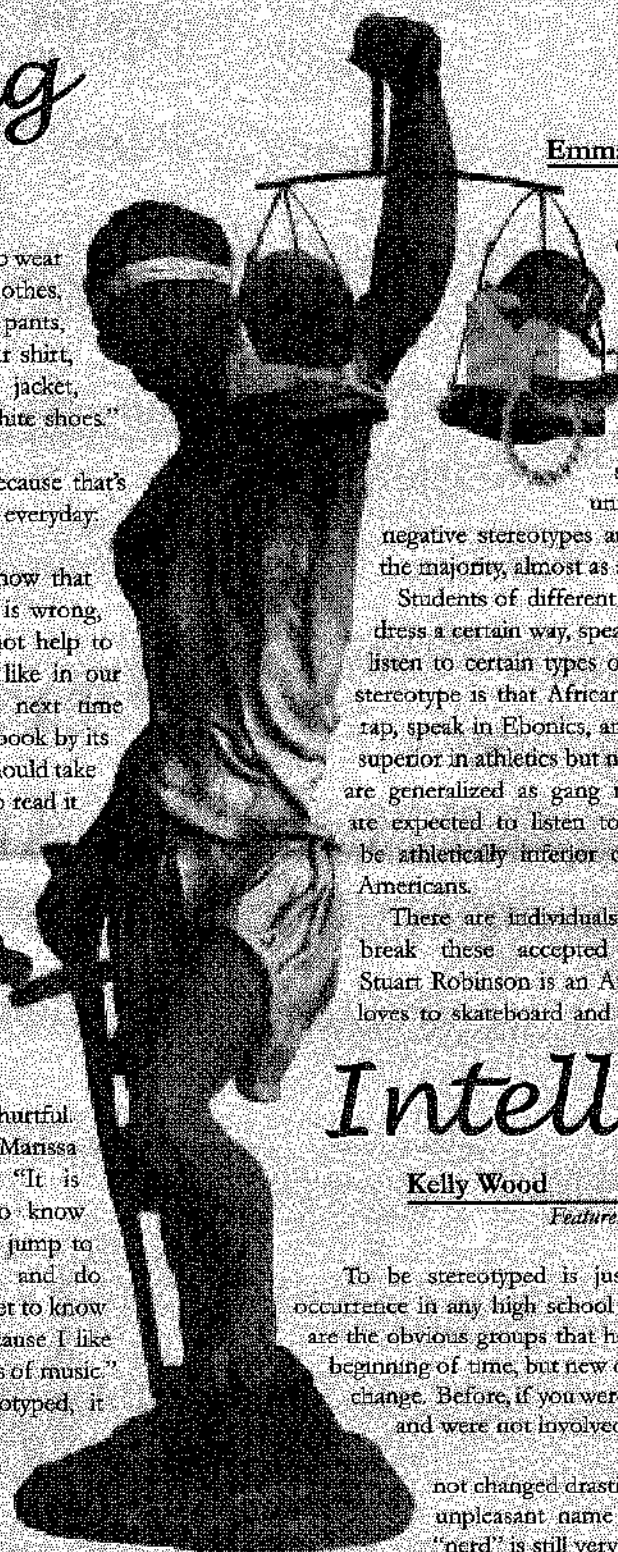 g
o wear
othes,
pants,
r shirt,
jacket,
hite shoes."
ecause that's
everyday.
now that
is wrong,
not help to
like in our
next time
book by its
hould take
o read it
hurtful.
Marissa
"It is
o know
jump to
and do
et to know
ause I like
s of music."
otyped, it
Emma
un
negative stereotypes a
the majority, almost as a
Students of different
dress a certain way, spea
listen to certain types o
stereotype is that African
rap, speak in Ebonics, an
superior in athletics but n
are generalized as gang
are expected to listen to
be athletically inferior
Americans.
There are individuals
break these accepted
Stuart Robinson is an A
loves to skateboard and
Intell
Kelly Wood
Feature
To be stereotyped is jus
occurrence in any high school
are the obvious groups that h
beginning of time, but new
change. Before, if you were
and were not involved
not changed drasti
unpleasant name
"nerd" is still very